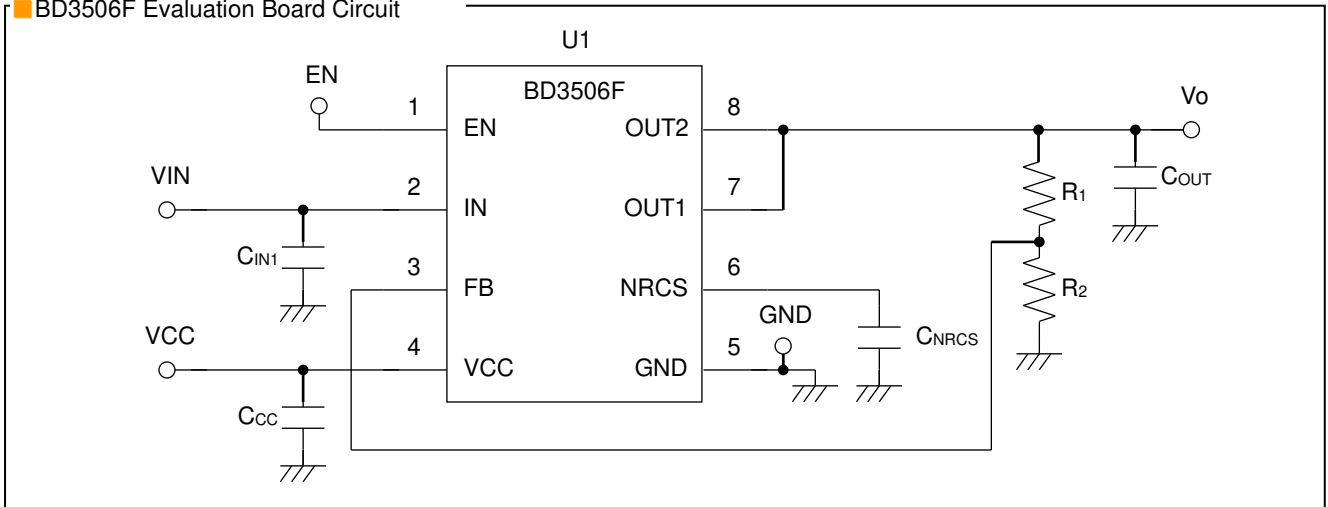 BD3506F Evaluation Board Circuit
U1
BD3506F
EN
1
EN
OUT2
8
Vo
VIN
2
IN
OUT1
7
R1
COUT
CIN1
3
FB
NRCS
6
R2
GND
CNRCS
VCC
4
VCC
GND
5
CCC